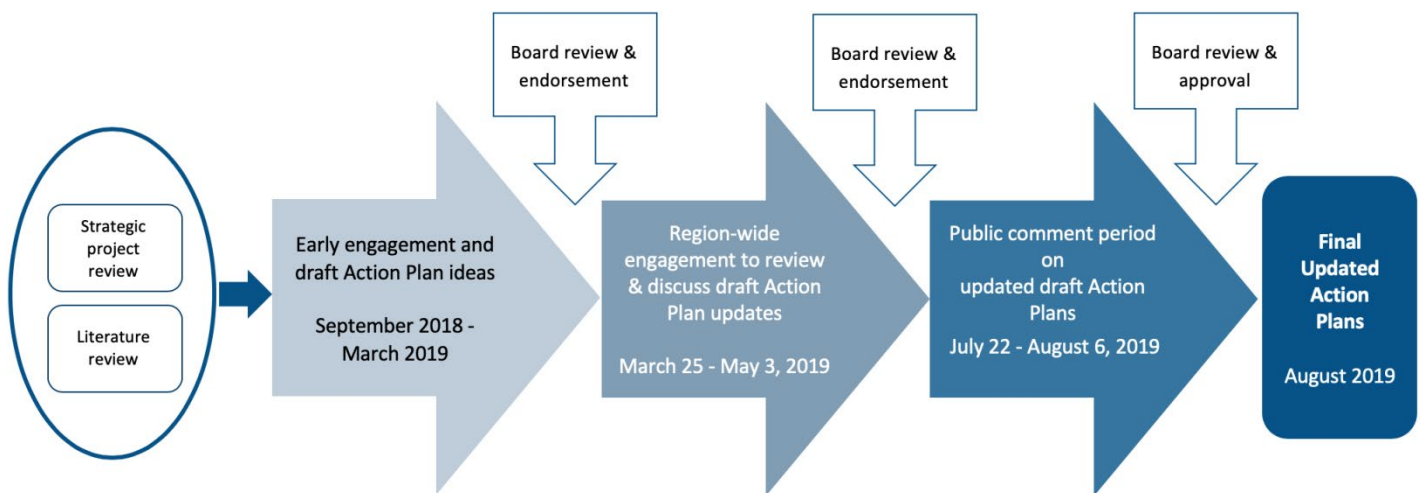 Board review &
endorsement
Board review &
endorsement
Board review &
approval
Strategic
project
review
Literature
review
Early engagement and
draft Action Plan ideas
September 2018 -
March 2019
Region-wide
engagement to review
& discuss draft Action
Plan updates
March 25 - May 3, 2019
Public comment period
on
updated draft Action
Plans
July 22 - August 6, 2019
Final
Updated
Action
Plans
August 2019